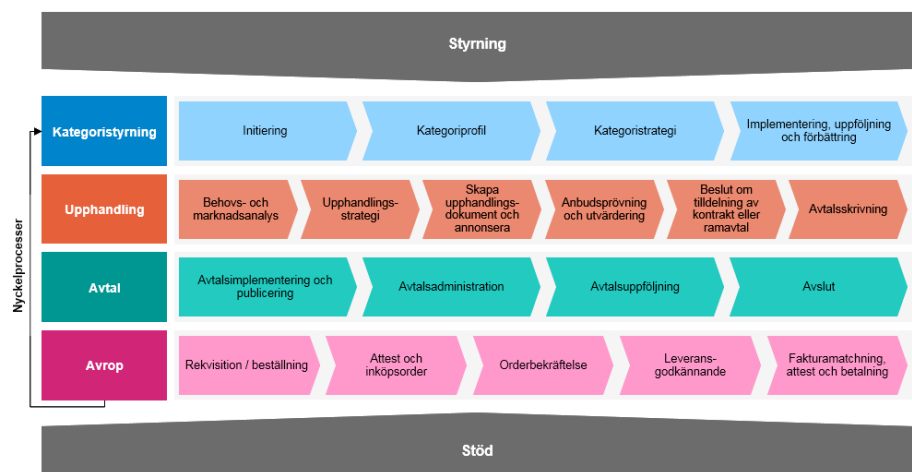 Styrning
Kategoristyrning
Initiering
Kategoriprofil
Kategoristrategi
Implementering, uppföljning
och förbättring
Upphandling
Behovs- och
marknadsanalys
Upphandlings-
strategi
Skapa
upphandlings-
dokument och
annonsera
Anbudsprövning
och utvärdering
Beslut om
tilldelning av
kontrakt eller
ramavtal
Avtalsskrivning
Nyckelprocesser
Avtal
Avtalsimplementering och
publicering
Avtalsadministration
Avtalsuppföljning
Avslut
Avrop
Rekvisition / beställning
Attest och
inköpsorder
Orderbekräftelse
Leverans-
godkännande
Fakturamatchning,
attest och betalning
Stöd